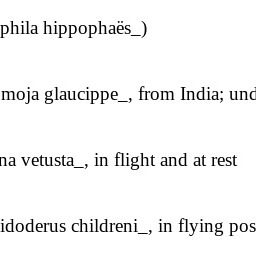 phila hippophaës_)
moja glaucippe_, from India; und
na vetusta_, in flight and at rest
idoderus childreni_, in flying pos